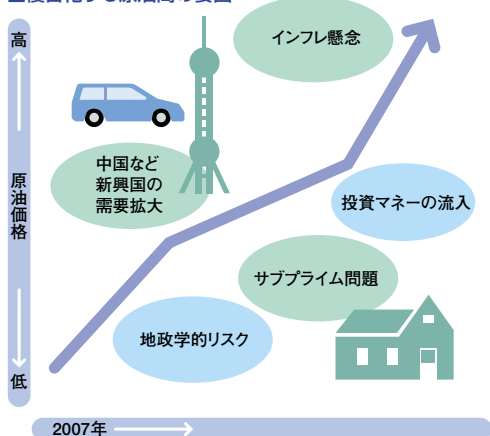 高
原油価格
低
インフレ懸念
中国など
新興国の
需要拡大
投資マネーの流入
サブプライム問題
地政学的リスク
2007年